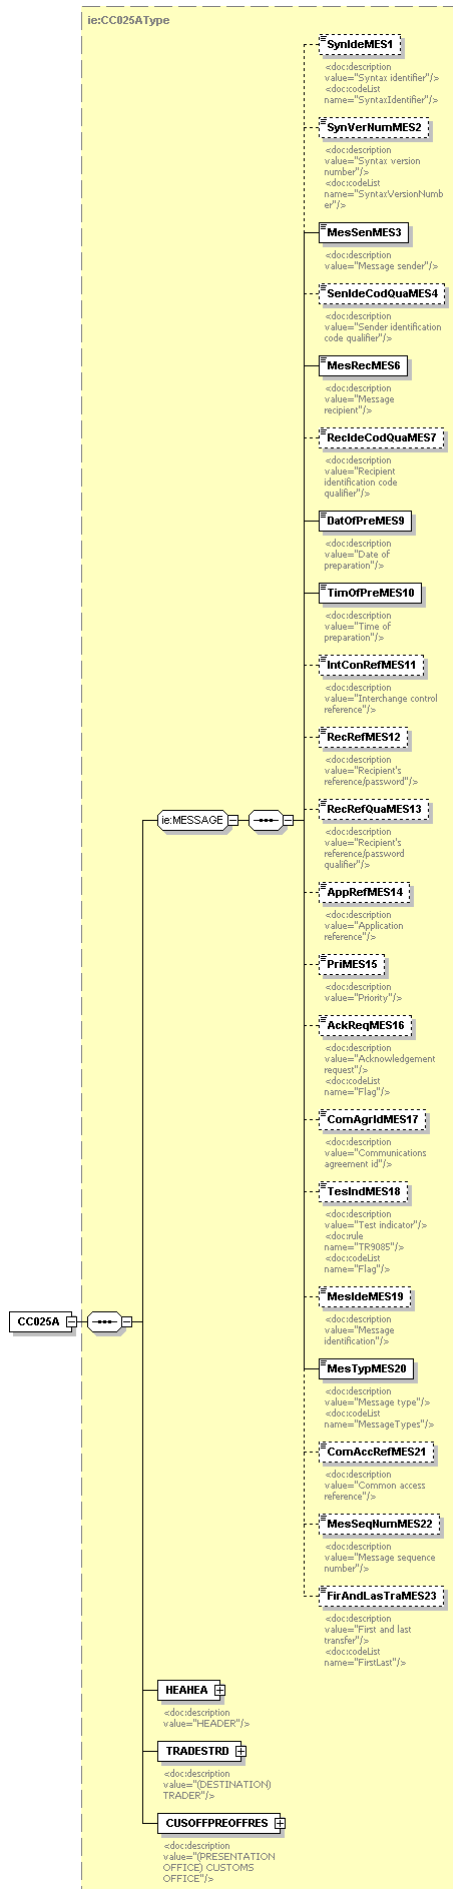 ie:CC025AType
SynIdeMES1
<doc:description
value="Syntax identifier"/>
<doc:codeList
name="SyntaxIdentifier"/>
SynVerNumMES2
<doc:description
value="Syntax version
number"/>
<doc:codeList
name="SyntaxVersionNumb
er"/>
MesSenMES3
<doc:description
value="Message sender"/>
SenIdeCodQuaMES4
<doc:description
value="Sender identification
code qualifier"/>
MesRecMES6
<doc:description
value="Message
recipient"/>
RecIdeCodQuaMES7
<doc:description
value="Recipient
identification code
qualifier"/>
DatOfPreMES9
<doc:description
value="Date of
preparation"/>
TimOfPreMES10
<doc:description
value="Time of
preparation"/>
IntConRefMES11
<doc:description
value="Interchange control
reference"/>
RecRefMES12
<doc:description
value="Recipient's
reference/password"/>
RecRefQuaMES13
<doc:description
value="Recipient's
reference/password
qualifier"/>
ie:MESSAGE
AppRefMES14
<doc:description
value="Application
reference"/>
PriMES15
<doc:description
value="Priority"/>
AckReqMES16
<doc:description
value="Acknowledgement
request"/>
<doc:codeList
name="Flag"/>
ComAgrIdMES17
<doc:description
value="Communications
agreement id"/>
TesIndMES18
<doc:description
value="Test indicator"/>
<doc:rule
name="TR9085"/>
<doc:codeList
name="Flag"/>
MesIdeMES19
<doc:description
value="Message
identification"/>
CC025A
MesTypMES20
<doc:description
value="Message type"/>
<doc:codeList
name="MessageTypes"/>
ComAccRefMES21
<doc:description
value="Common access
reference"/>
MesSeqNumMES22
<doc:description
value="Message sequence
number"/>
FirAndLasTraMES23
<doc:description
value="First and last
transfer"/>
<doc:codeList
name="FirstLast"/>
HEAHEA
<doc:description
value="HEADER"/>
TRADESTRD
<doc:description
value="(DESTINATION)
TRADER"/>
CUSOFFPREOFFRES
<doc:description
value="(PRESENTATION
OFFICE) CUSTOMS
OFFICE"/>